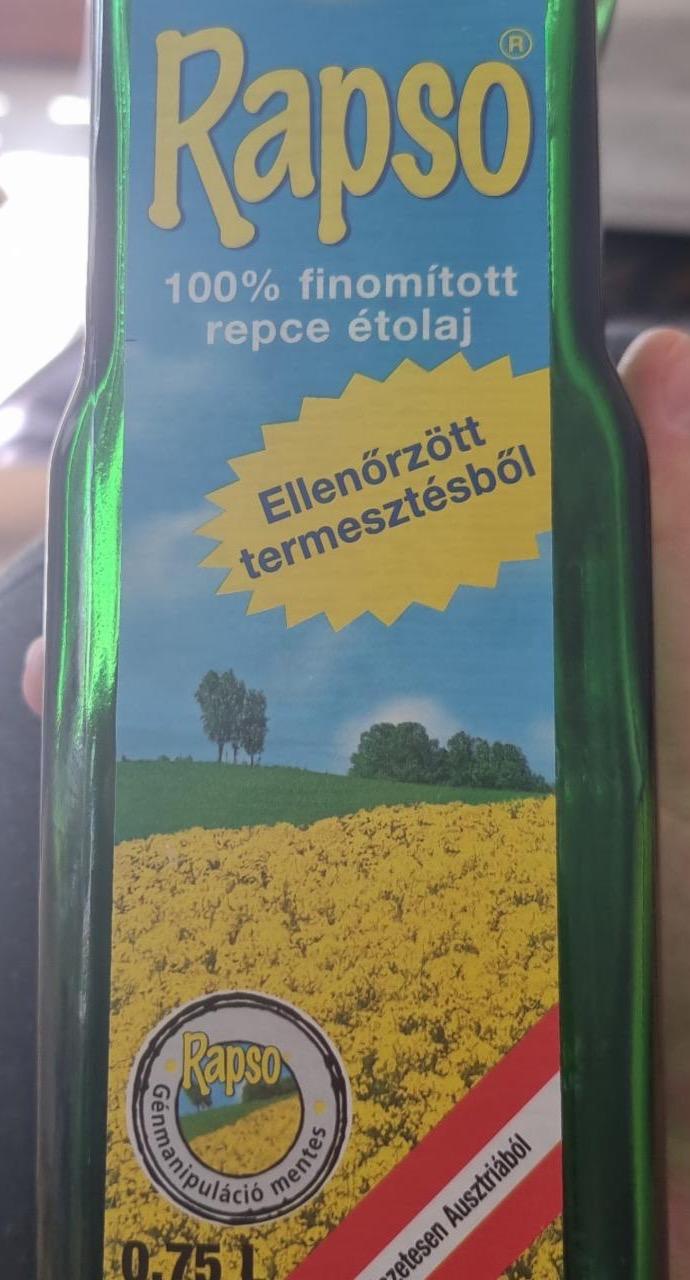 Rapso®
100% finomított
repce étolaj
Ellenőrzött
termesztésből
Rapso
Génmanipuláció mentes
0,75 L
Ausztriából